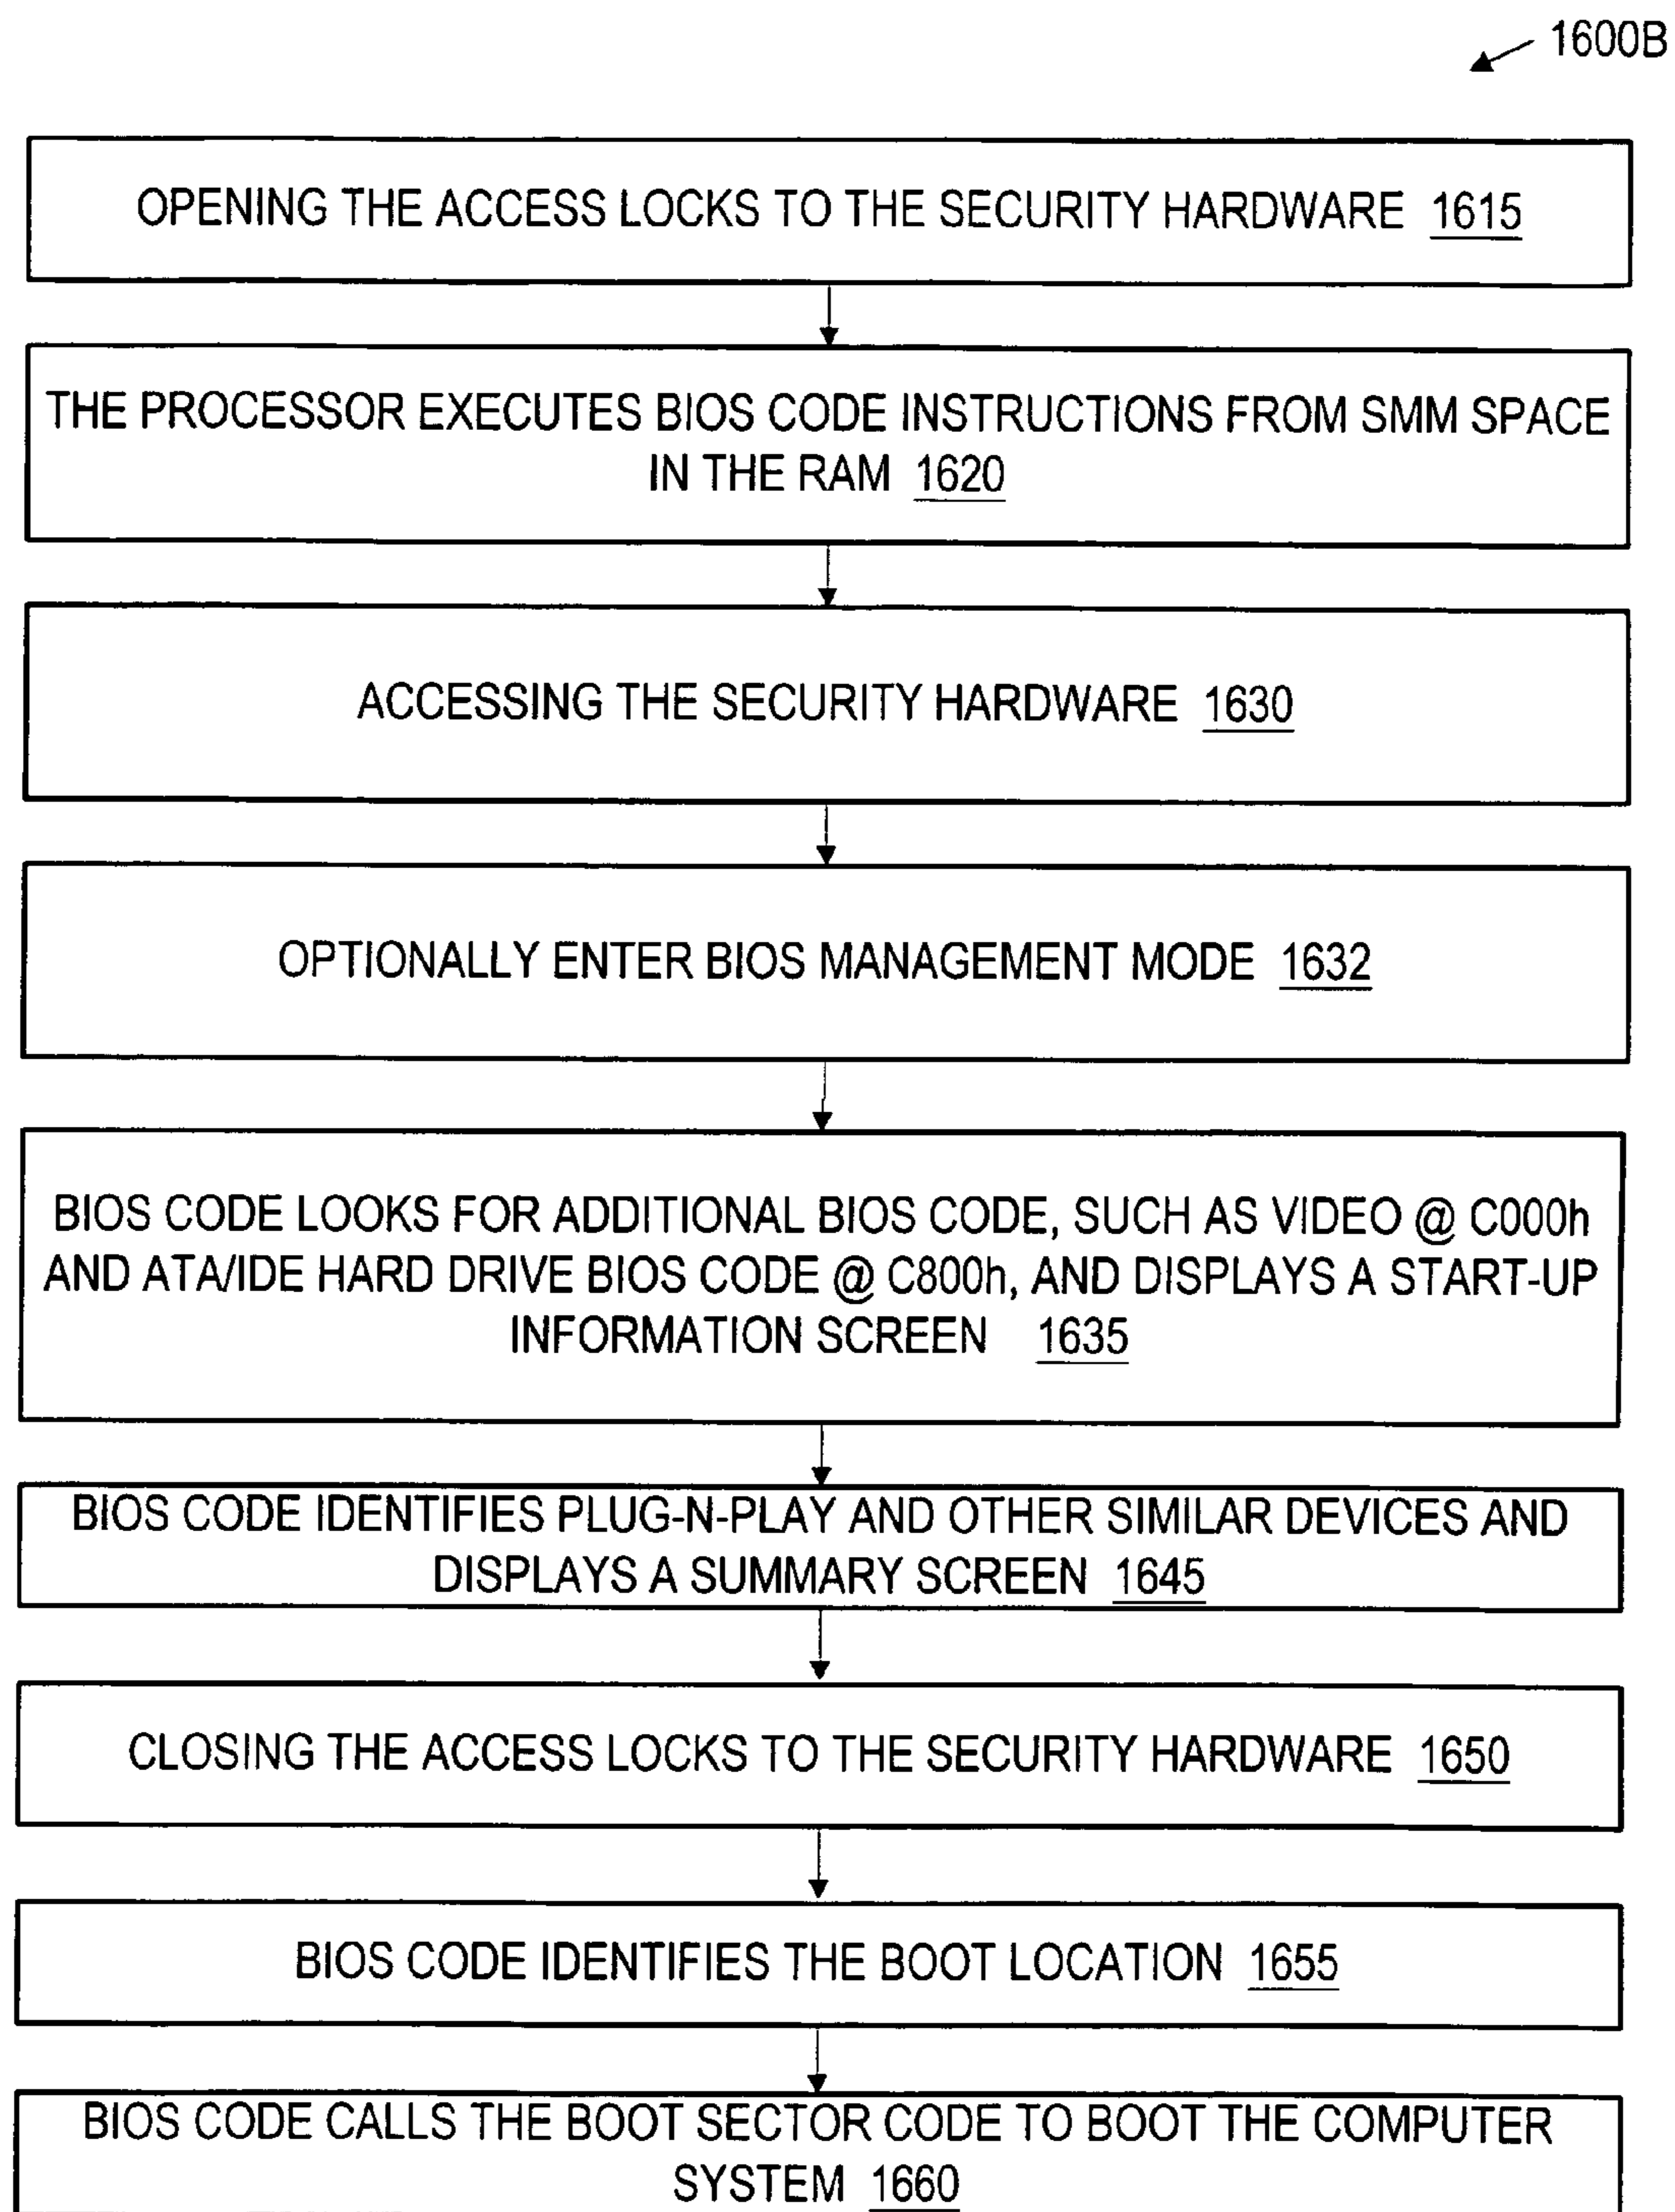 1600B
OPENING THE ACCESS LOCKS TO THE SECURITY HARDWARE 1615
THE PROCESSOR EXECUTES BIOS CODE INSTRUCTIONS FROM SMM SPACE
IN THE RAM 1620
ACCESSING THE SECURITY HARDWARE 1630
OPTIONALLY ENTER BIOS MANAGEMENT MODE 1632
BIOS CODE LOOKS FOR ADDITIONAL BIOS CODE, SUCH AS VIDEO @ C000h
AND ATA/IDE HARD DRIVE BIOS CODE @ C800h, AND DISPLAYS A START-UP
INFORMATION SCREEN 1635
BIOS CODE IDENTIFIES PLUG-N-PLAY AND OTHER SIMILAR DEVICES AND
DISPLAYS A SUMMARY SCREEN 1645
CLOSING THE ACCESS LOCKS TO THE SECURITY HARDWARE 1650
BIOS CODE IDENTIFIES THE BOOT LOCATION 1655
BIOS CODE CALLS THE BOOT SECTOR CODE TO BOOT THE COMPUTER
SYSTEM 1660